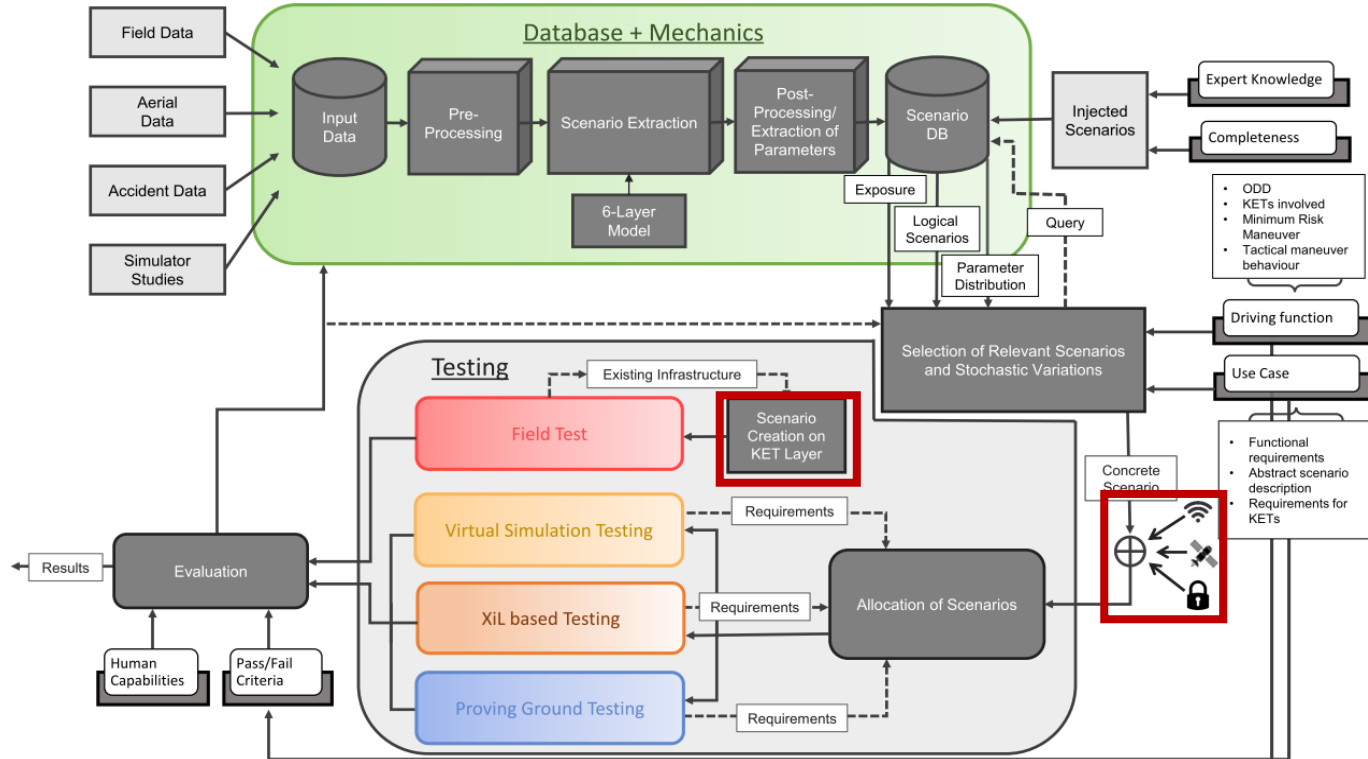 Field Data
Aerial
Data
Accident Data
Simulator
Studies
Database + Mechanics
Input
Data
Pre-
Processing
Scenario Extraction
Post-
Processing/
Extraction of
Parameters
Scenario
DB
6-Layer
Model
Injected
Scenarios
Expert Knowledge
Completeness
Exposure
Logical
Scenarios
Parameter
Distribution
Query
• ODD
• KETs involved
• Minimum Risk
Maneuver
• Tactical maneuver
behaviour
Driving function
Use Case
Selection of Relevant Scenarios
and Stochastic Variations
• Functional
requirements
• Abstract scenario
description
• Requirements for
KETs
Concrete
Scenario
Testing
Existing Infrastructure
Field Test
Scenario
Creation on
KET Layer
Virtual Simulation Testing
Requirements
XiL based Testing
Requirements
Allocation of Scenarios
Proving Ground Testing
Requirements
Results
Evaluation
Human
Capabilities
Pass/Fail
Criteria